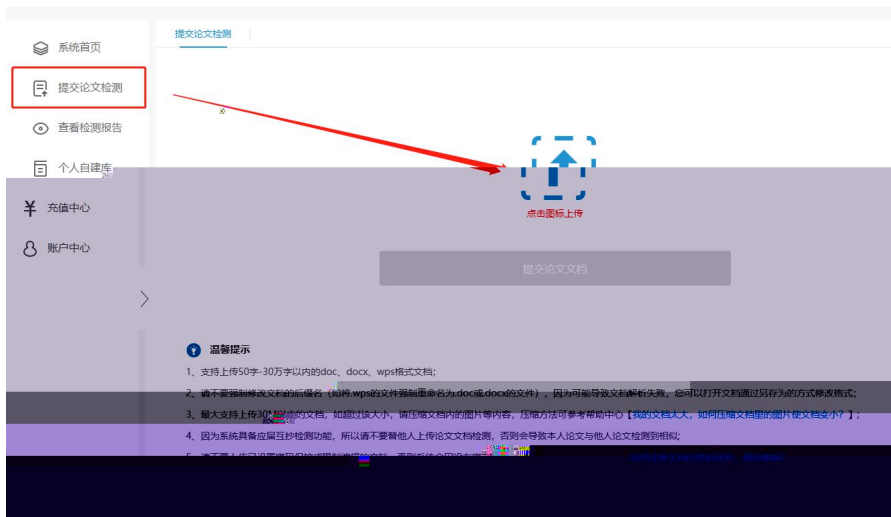 提交论文检测
系统首页
提交论文检测
查看检测报告
个人自建库
充值中心
账户中心
点击图标上传
提交论文文档
温馨提示
1、支持上传50字-30万字以内的doc、docx、wps格式文档;
2、请不要强制修改文档的后缀名（如将.wps的文件强制重命名为.doc或.docx的文件），因为可能导致文档解析失败，您可以打开文档通过另存为的方式修改格式;
3、最大支持上传30 的文档，如超过该大小，请压缩文档内的图片等内容，压缩方法可参考帮助中心【我的文档太大，如何压缩文档里的图片使文档变小？】;
4、因为系统具备应届互抄检测功能，所以请不要替他人上传论文文档检测，否则会导致本人论文与他人论文检测到相似;